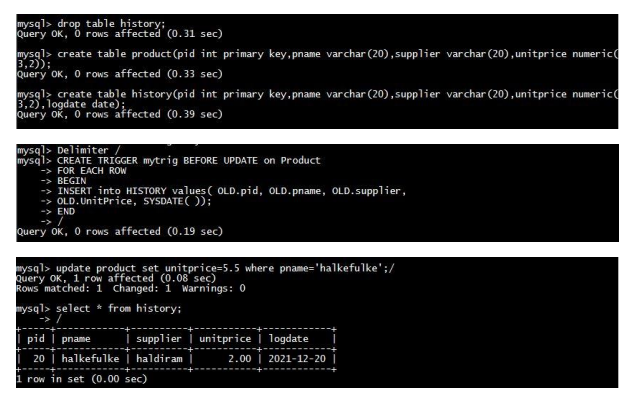 mysql> drop table history;
Query OK, 0 rows affected (0.31 sec)
mysql> create table product(pid int primary key,pname varchar(20),supplier varchar(20),unitprice numeric(
3,2));
Query OK, 0 rows affected (0.33 sec)
mysql> create table history(pid int primary key,pname varchar(20),supplier varchar(20),unitprice numeric(
3,2),logdate date);
Query OK, 0 rows affected (0.39 sec)
mysql> Delimiter /
mysql> CREATE TRIGGER mytrig BEFORE UPDATE on Product
-> FOR EACH ROW
-> BEGIN
-> INSERT into HISTORY values( OLD.pid, OLD.pname, OLD.supplier,
-> OLD.UnitPrice, SYSDATE( ));
-> END
-> /
Query OK, 0 rows affected (0.19 sec)
mysql> update product set unitprice=5.5 where pname='halkefulke';/
Query OK, 1 row affected (0.08 sec)
Rows matched: 1  Changed: 1  Warnings: 0
mysql> select * from history;
-> /
+-----+------------+----------+-----------+------------+
| pid | pname      | supplier | unitprice | logdate    |
+-----+------------+----------+-----------+------------+
|  20 | halkefulke | haldiram |      2.00 | 2021-12-20 |
+-----+------------+----------+-----------+------------+
1 row in set (0.00 sec)